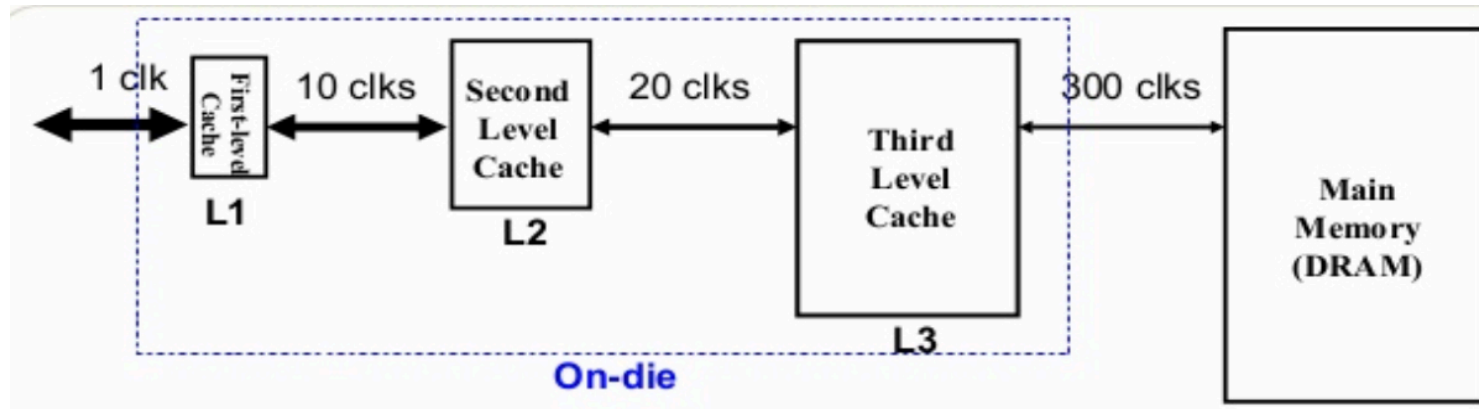 1 clk
First-level
Cache
L1
10 clks
Second
Level
Cache
L2
20 clks
Third
Level
Cache
L3
300 clks
Main
Memory
(DRAM)
On-die